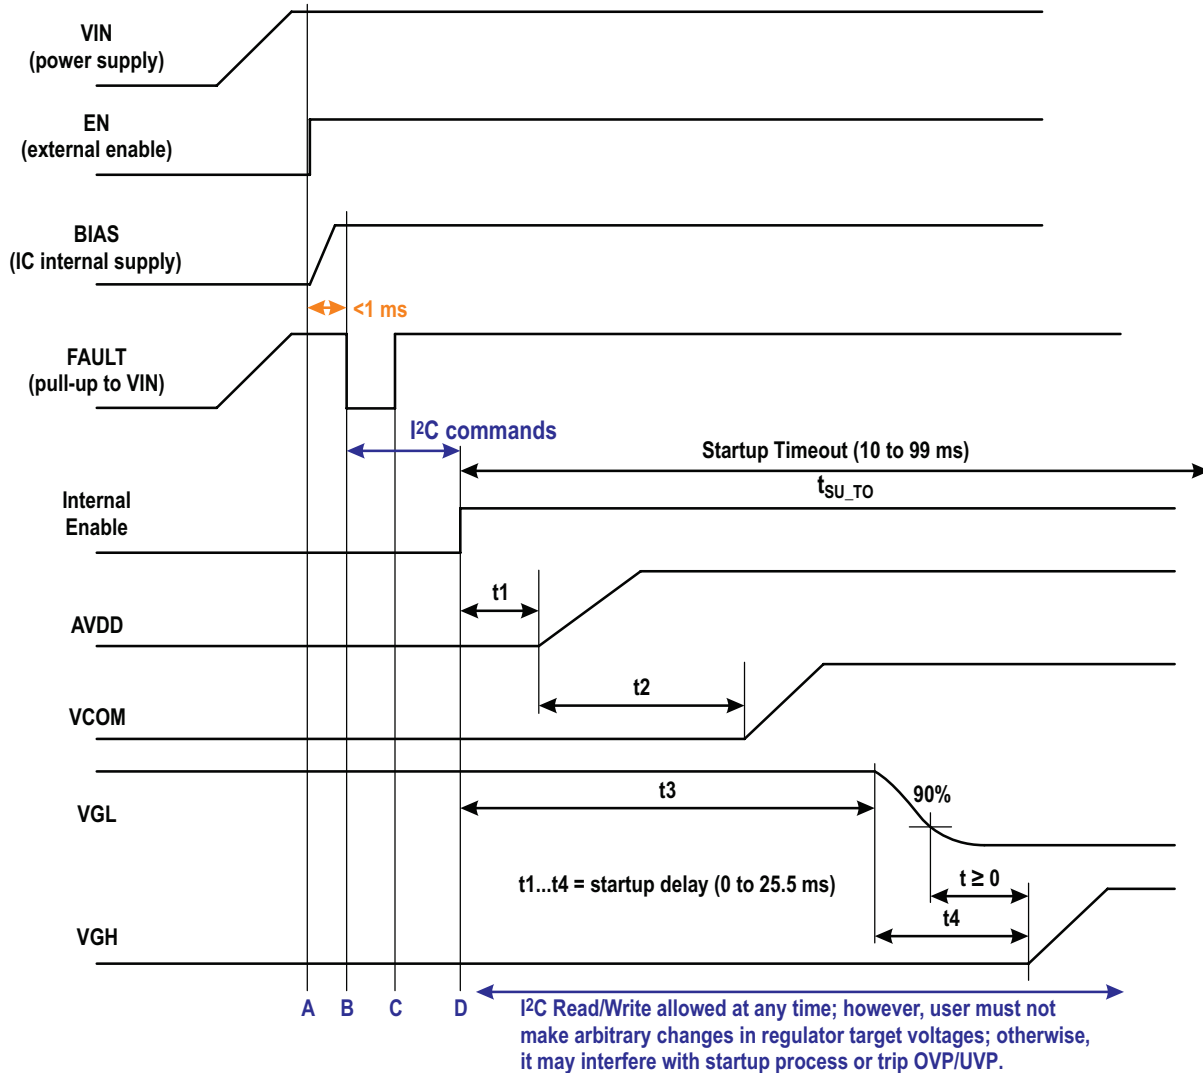 VIN
(power supply)
EN
(external enable)
BIAS
(IC internal supply)
<1 ms
FAULT
(pull-up to VIN)
I²C commands
Startup Timeout (10 to 99 ms)
tSU_TO
Internal
Enable
t1
AVDD
t2
VCOM
t3
90%
VGL
t1...t4 = startup delay (0 to 25.5 ms)
t ≥ 0
t4
VGH
A B C D
I²C Read/Write allowed at any time; however, user must not
make arbitrary changes in regulator target voltages; otherwise,
it may interfere with startup process or trip OVP/UVP.